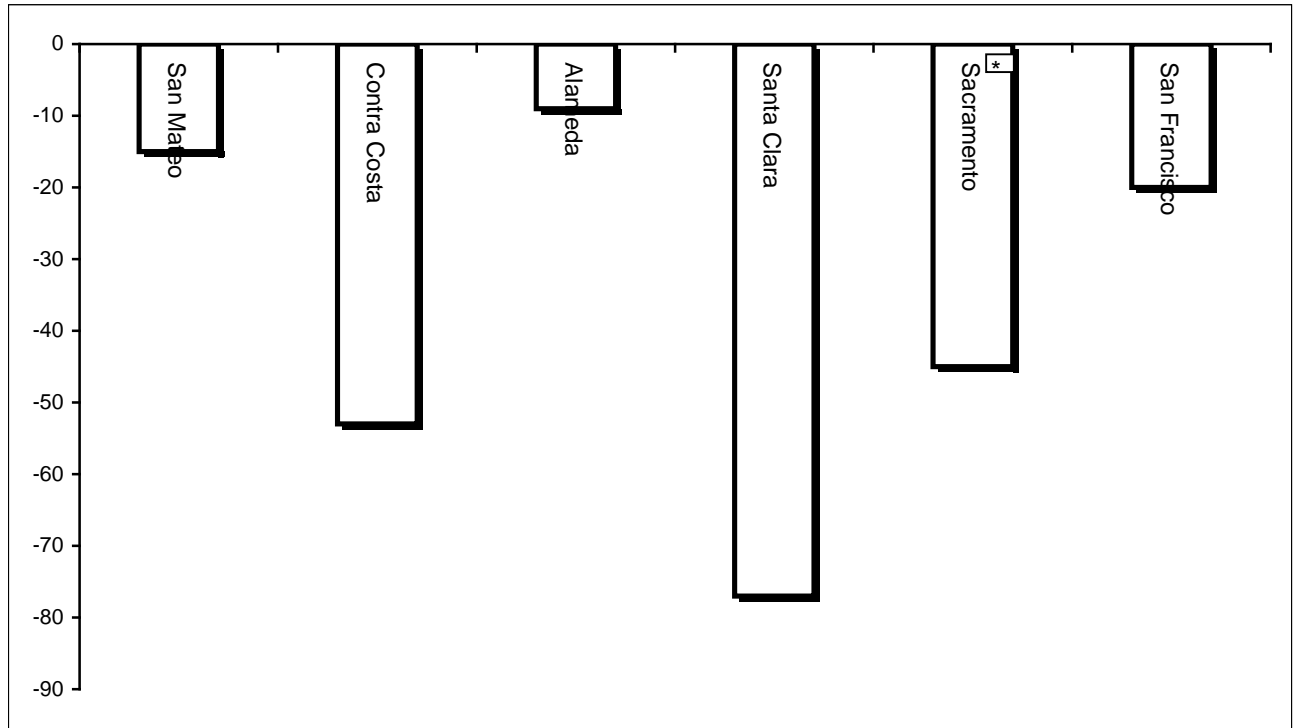 0
-10
-20
-30
-40
-50
-60
-70
-80
-90
San Mateo
Contra Costa
Alameda
Santa Clara
Sacramento
*
San Francisco